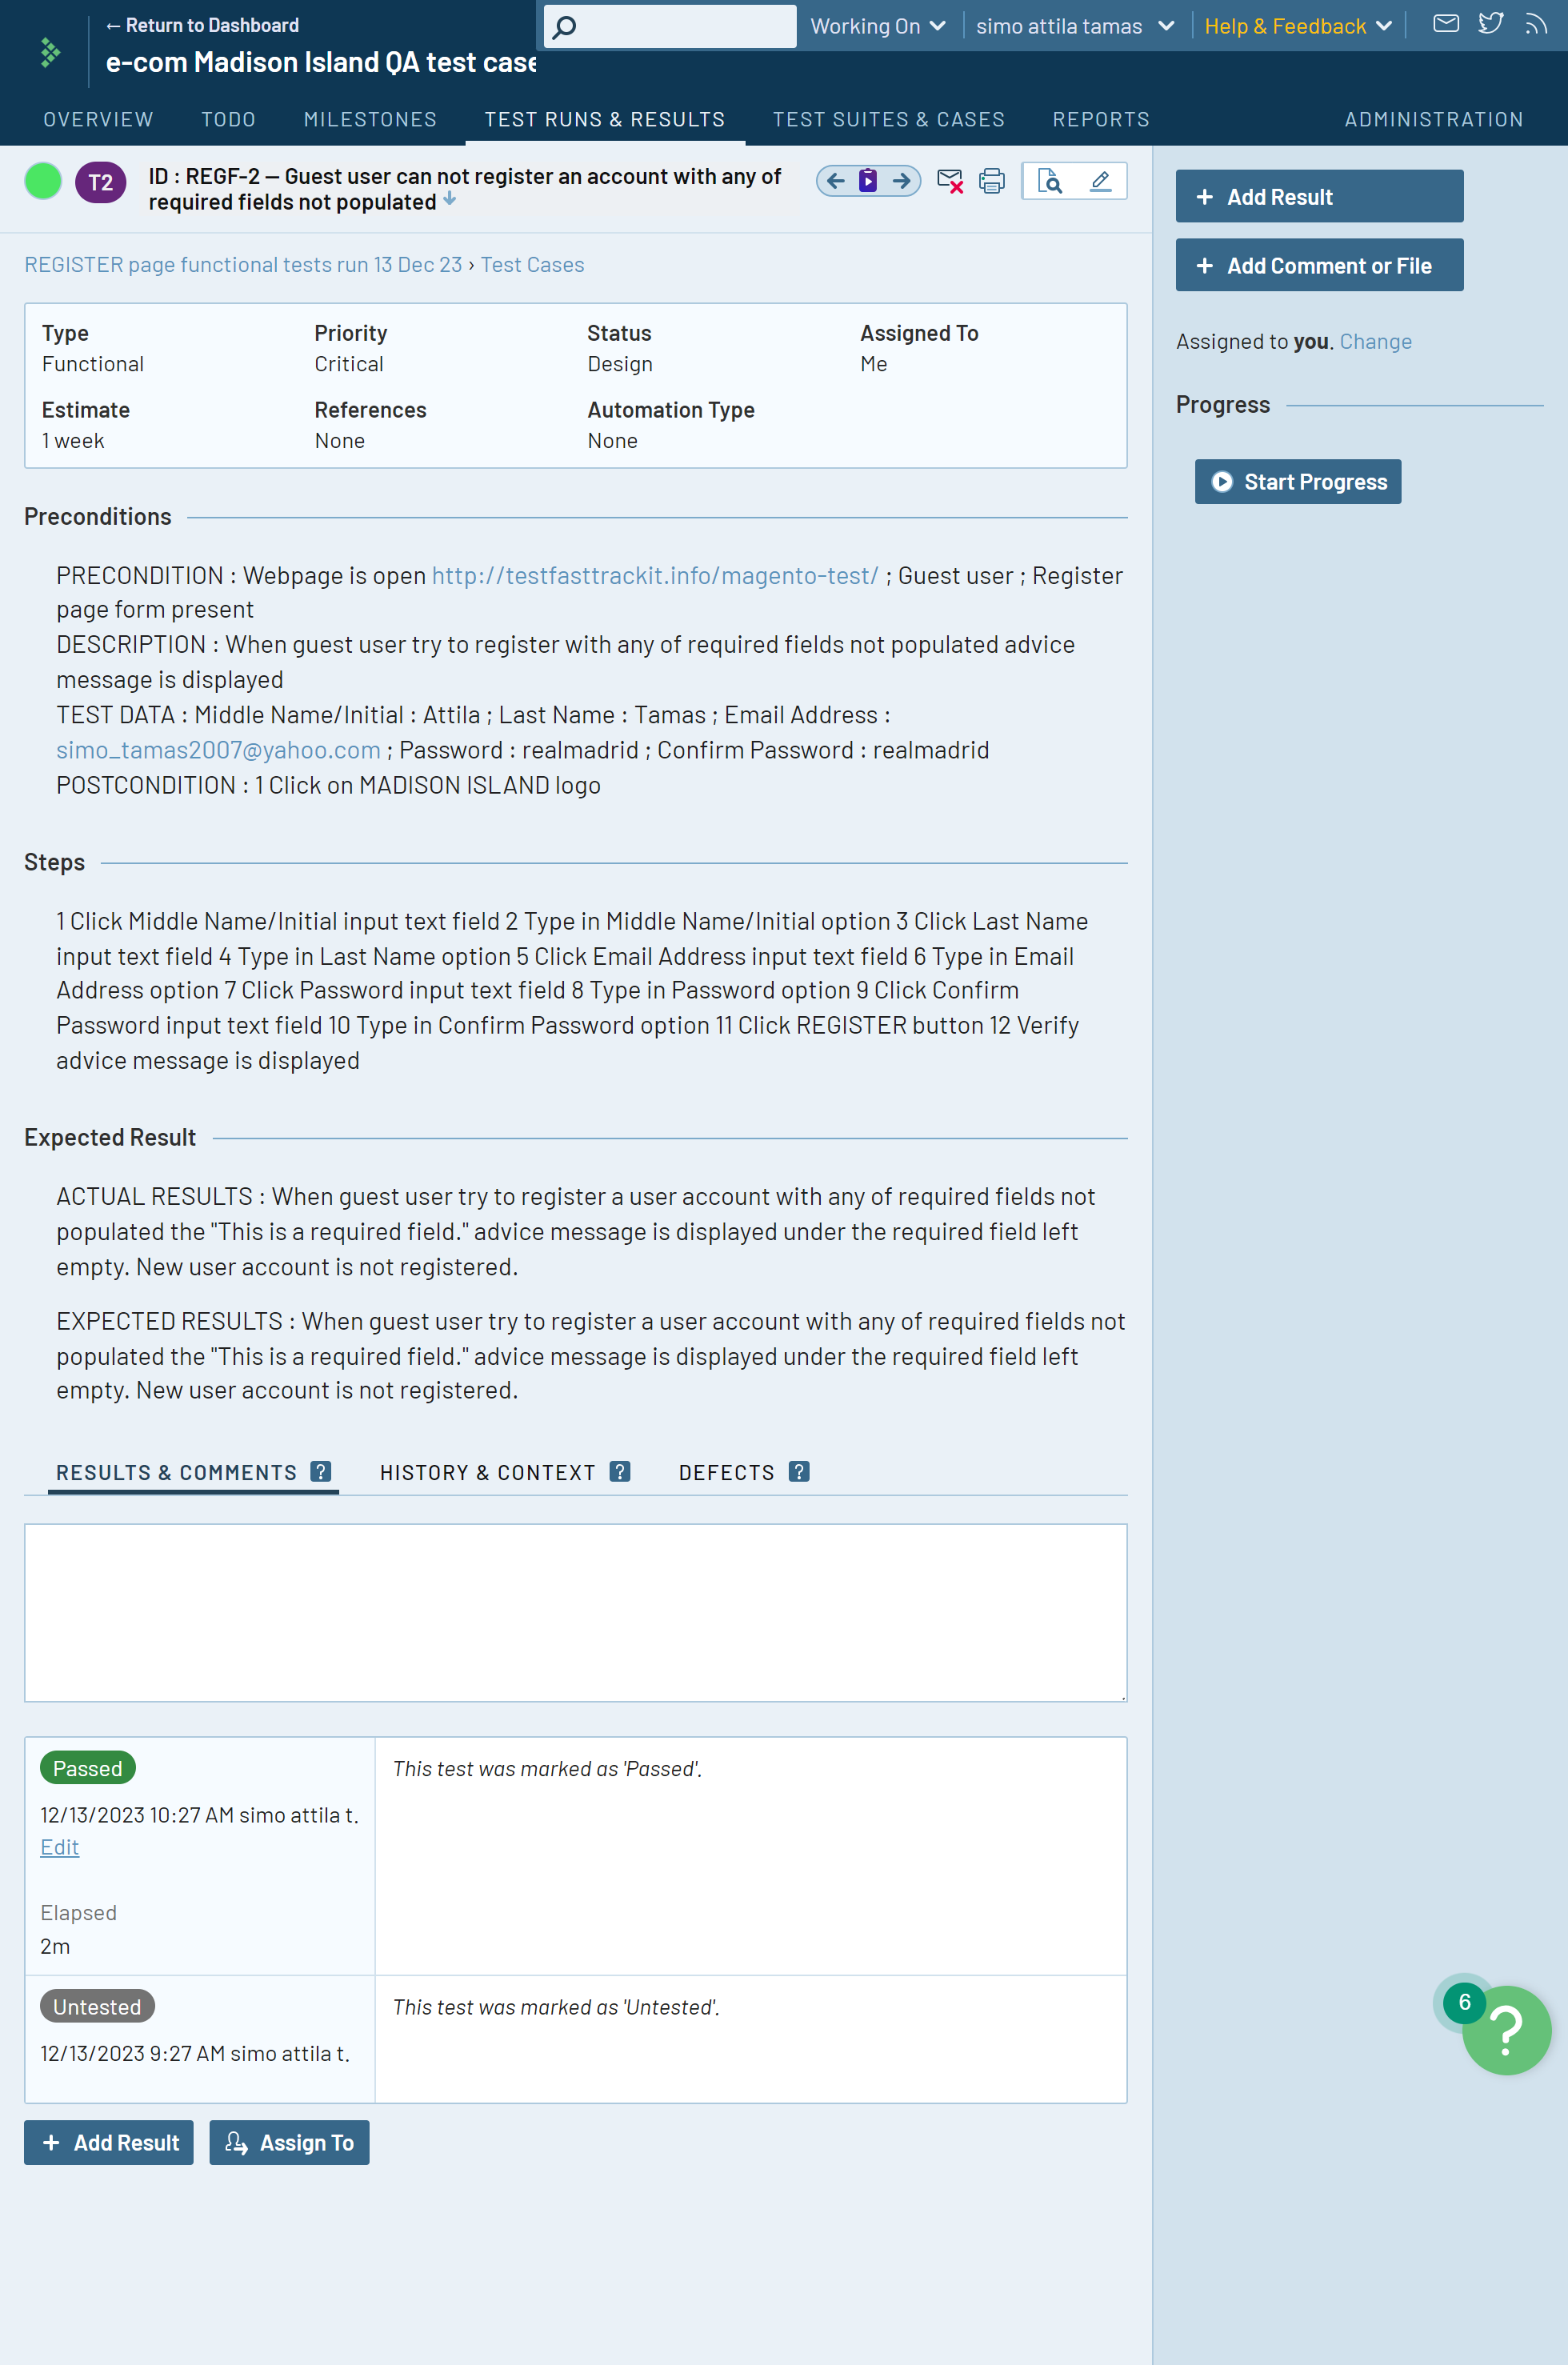 ← Return to Dashboard
e-com Madison Island QA test case
Working On
simo attila tamas
Help & Feedback
OVERVIEW
TODO
MILESTONES
TEST RUNS & RESULTS
TEST SUITES & CASES
REPORTS
ADMINISTRATION
T2
ID : REGF-2 — Guest user can not register an account with any of
required fields not populated
REGISTER page functional tests run 13 Dec 23 › Test Cases
Type
Priority
Status
Assigned To
Functional
Critical
Design
Me
Estimate
References
Automation Type
1 week
None
None
Preconditions
PRECONDITION : Webpage is open http://testfasttrackit.info/magento-test/ ; Guest user ; Register
page form present
DESCRIPTION : When guest user try to register with any of required fields not populated advice
message is displayed
TEST DATA : Middle Name/Initial : Attila ; Last Name : Tamas ; Email Address :
simo_tamas2007@yahoo.com ; Password : realmadrid ; Confirm Password : realmadrid
POSTCONDITION : 1 Click on MADISON ISLAND logo
Steps
1 Click Middle Name/Initial input text field 2 Type in Middle Name/Initial option 3 Click Last Name
input text field 4 Type in Last Name option 5 Click Email Address input text field 6 Type in Email
Address option 7 Click Password input text field 8 Type in Password option 9 Click Confirm
Password input text field 10 Type in Confirm Password option 11 Click REGISTER button 12 Verify
advice message is displayed
Expected Result
ACTUAL RESULTS : When guest user try to register a user account with any of required fields not
populated the "This is a required field." advice message is displayed under the required field left
empty. New user account is not registered.
EXPECTED RESULTS : When guest user try to register a user account with any of required fields not
populated the "This is a required field." advice message is displayed under the required field left
empty. New user account is not registered.
RESULTS & COMMENTS ?
HISTORY & CONTEXT ?
DEFECTS ?
Passed
This test was marked as 'Passed'.
12/13/2023 10:27 AM simo attila t.
Edit
Elapsed
2m
Untested
This test was marked as 'Untested'.
12/13/2023 9:27 AM simo attila t.
+ Add Result
Assign To
+ Add Result
+ Add Comment or File
Assigned to you. Change
Progress
Start Progress
6
?